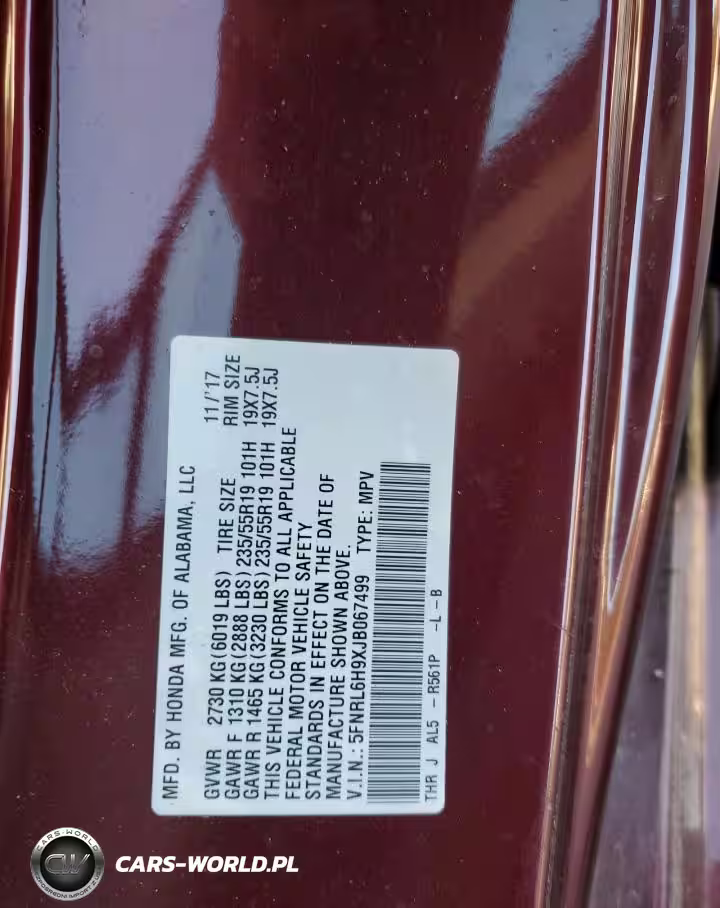 MFD. BY HONDA MFG. OF ALABAMA, LLC
11/'17
GVWR 2730 KG(6019 LBS) TIRE SIZE RIM SIZE
GAWR F 1310 KG(2888 LBS)235/55R19 101H 19X7.5J
GAWR R 1465 KG(3230 LBS)235/55R19 101H 19X7.5J
THIS VEHICLE CONFORMS TO ALL APPLICABLE
FEDERAL MOTOR VEHICLE SAFETY
STANDARDS IN EFFECT ON THE DATE OF
MANUFACTURE SHOWN ABOVE.
V.I.N.: 5FNRL6H9XJB067499 TYPE: MPV
THR J AL5 - R561P -L-B
CARS-WORLD
CW
CARS-WORLD.PL